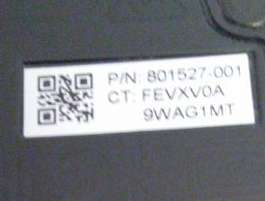 P/N: 801527-001
CT: FEVXV0A
9WAG1MT